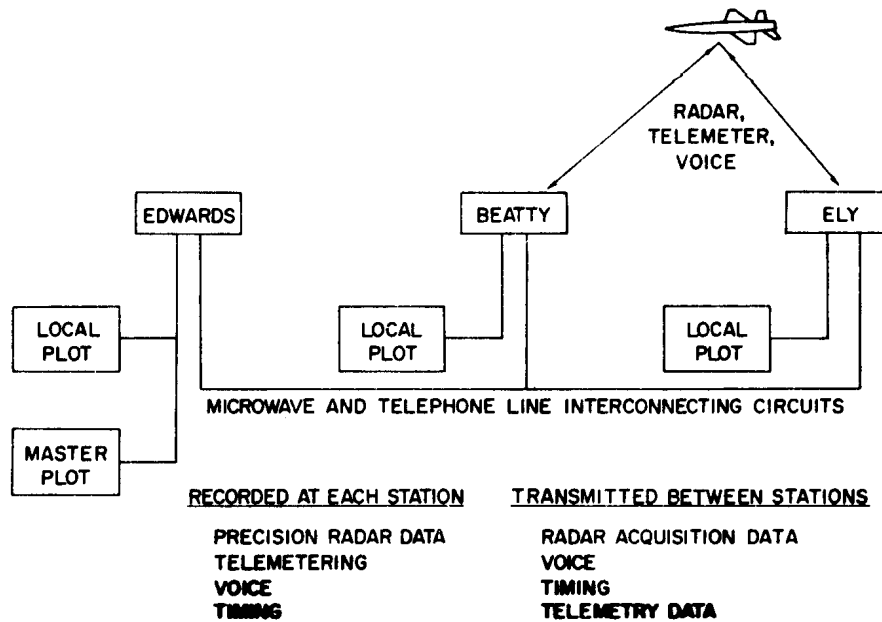 RADAR,
TELEMETER,
VOICE
EDWARDS
BEATTY
ELY
LOCAL
PLOT
LOCAL
PLOT
LOCAL
PLOT
MICROWAVE AND TELEPHONE LINE INTERCONNECTING CIRCUITS
MASTER
PLOT
RECORDED AT EACH STATION
PRECISION RADAR DATA
TELEMETERING
VOICE
TIMING
TRANSMITTED BETWEEN STATIONS
RADAR ACQUISITION DATA
VOICE
TIMING
TELEMETRY DATA